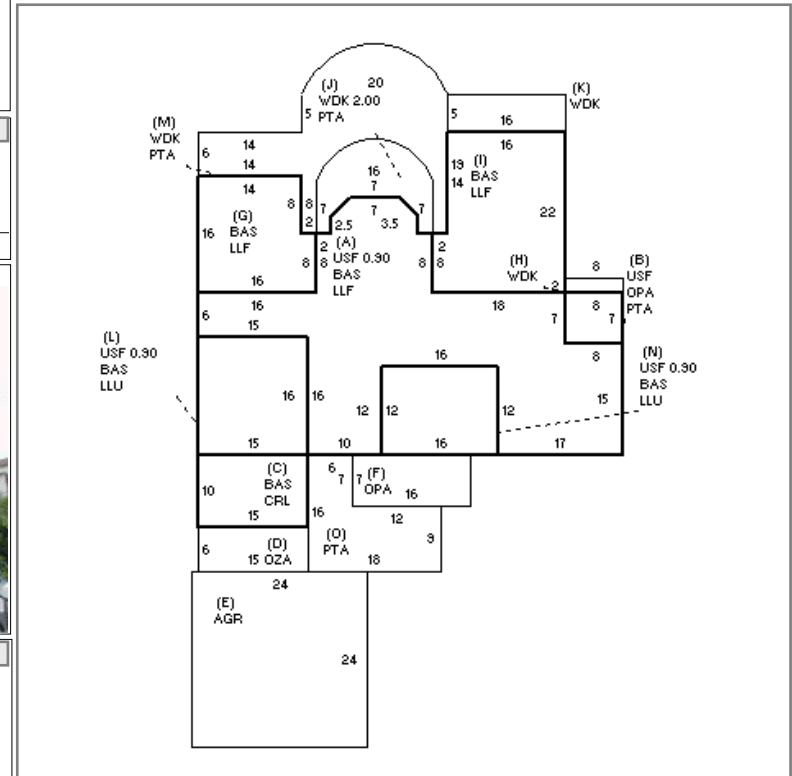 20
(J)
WDK 2.00
PTA
(K)
WDK
5
5
16
(M)
WDK
PTA
6
14
14
14
16
7
16
19
14
(I)
BAS
LLF
8
8
2
7
7
7
2.5
3.5
(G)
BAS
LLF
16
22
2
8
8
(A)
USF 0.90
BAS
LLF
8
2
8
(H)
WDK
2
8
(B)
USF
OPA
PTA
16
16
15
6
18
7
8
7
8
(L)
USF 0.90
BAS
LLU
16
16
16
12
12
12
15
(N)
USF 0.90
BAS
LLU
15
10
16
17
(C)
BAS
CRL
10
15
6
7
7
(F)
OPA
16
16
12
9
(O)
PTA
18
6
(D)
15 OZA
24
(E)
AGR
24